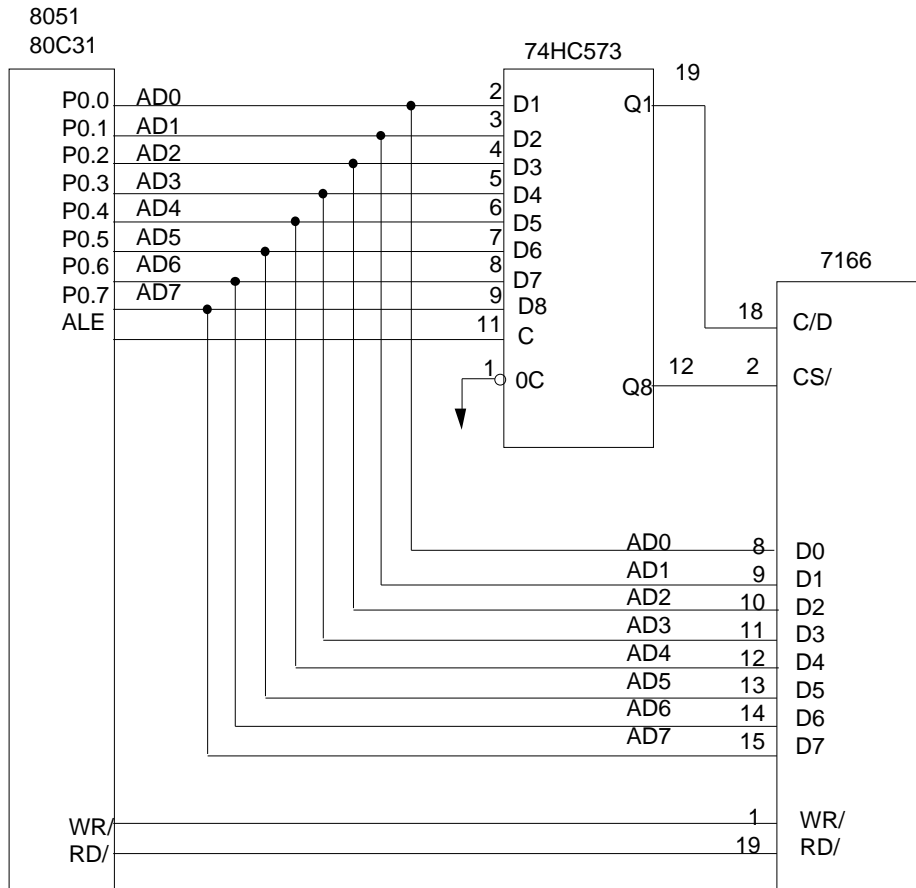 8051
80C31
74HC573
19
P0.0 AD0 2 D1 Q1
P0.1 AD1 3 D2
P0.2 AD2 4 D3
P0.3 AD3 5 D4
P0.4 AD4 6 D5
P0.5 AD5 7 D6
P0.6 AD6 8 D7
P0.7 AD7 9 D8
ALE 11 C
7166
18 C/D
1 0C Q8 12 2 CS/
AD0 8 D0
AD1 9 D1
AD2 10 D2
AD3 11 D3
AD4 12 D4
AD5 13 D5
AD6 14 D6
AD7 15 D7
WR/ 1 WR/
RD/ 19 RD/